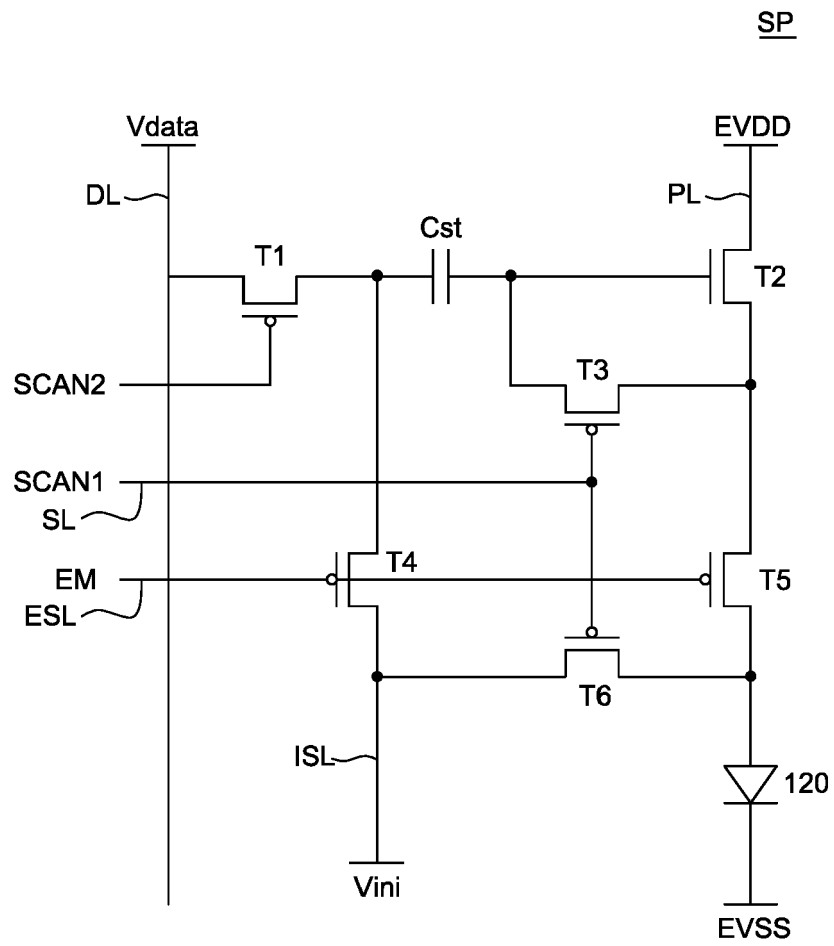 SP
Vdata
EVDD
DL
PL
Cst
T1
T2
SCAN2
T3
SCAN1
SL
EM
T4
T5
ESL
T6
ISL
120
Vini
EVSS